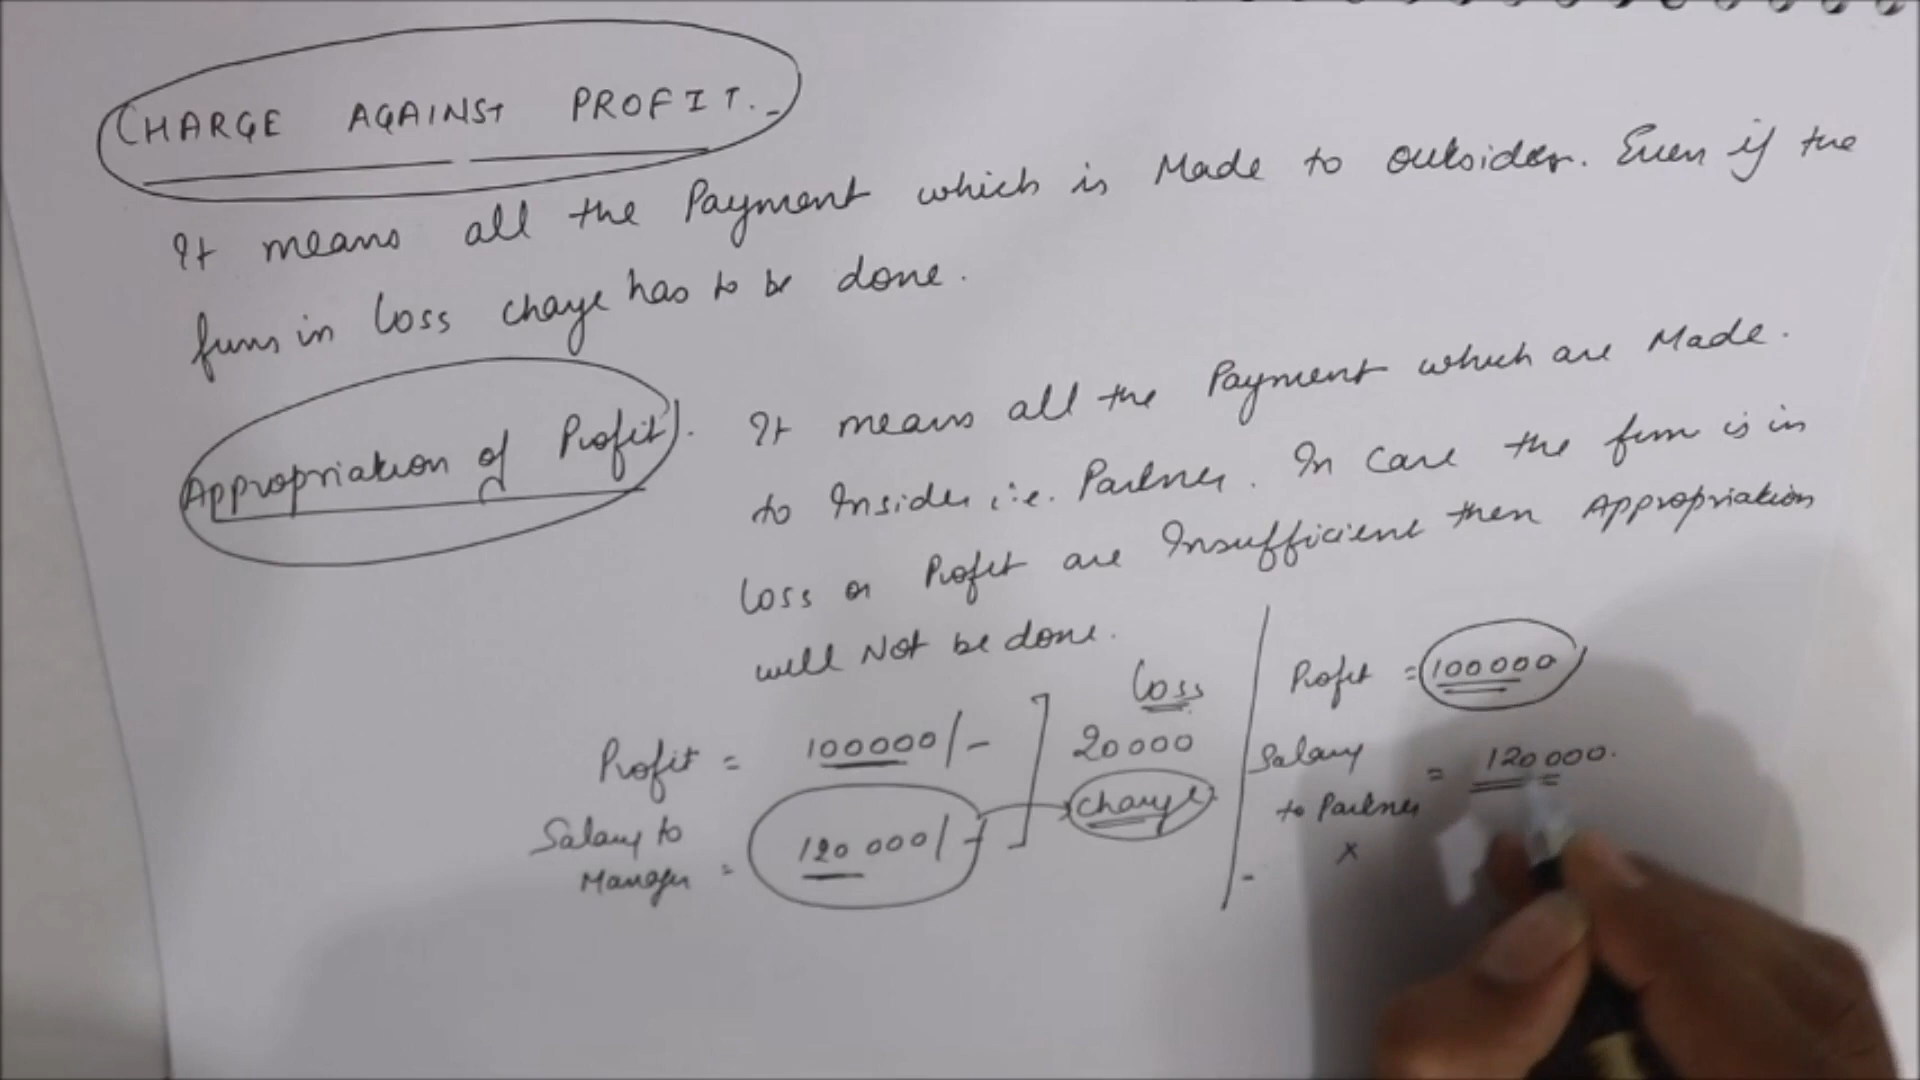 CHARGE AGAINST PROFIT.
It means all the Payment which is Made to outsider. Even if the
firm in loss charge has to be done.
Appropriation of Profit). It means all the Payment which are Made.
to Insider i.e. Partner. In Case the firm is in
loss or Profit are Insufficient then Appropriation
will Not be done.
Profit = 100000/-
Salary to
Manager = 120 000/-
Loss
20000
Charge
Profit = 100000
Salary
to Partner = 120000.
x